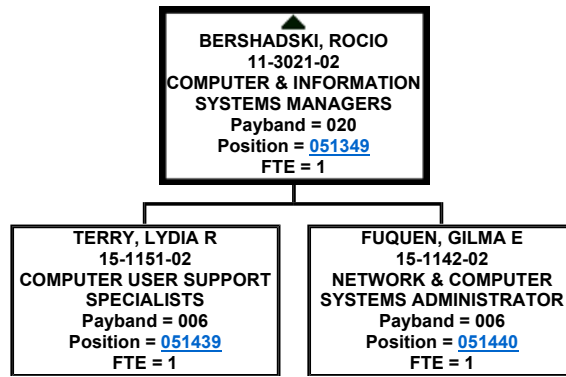 BERSHADSKI, ROCIO
11-3021-02
COMPUTER & INFORMATION
SYSTEMS MANAGERS
Payband = 020
Position = 051349
FTE = 1
TERRY, LYDIA R
15-1151-02
COMPUTER USER SUPPORT
SPECIALISTS
Payband = 006
Position = 051439
FTE = 1
FUQUEN, GILMA E
15-1142-02
NETWORK & COMPUTER
SYSTEMS ADMINISTRATOR
Payband = 006
Position = 051440
FTE = 1